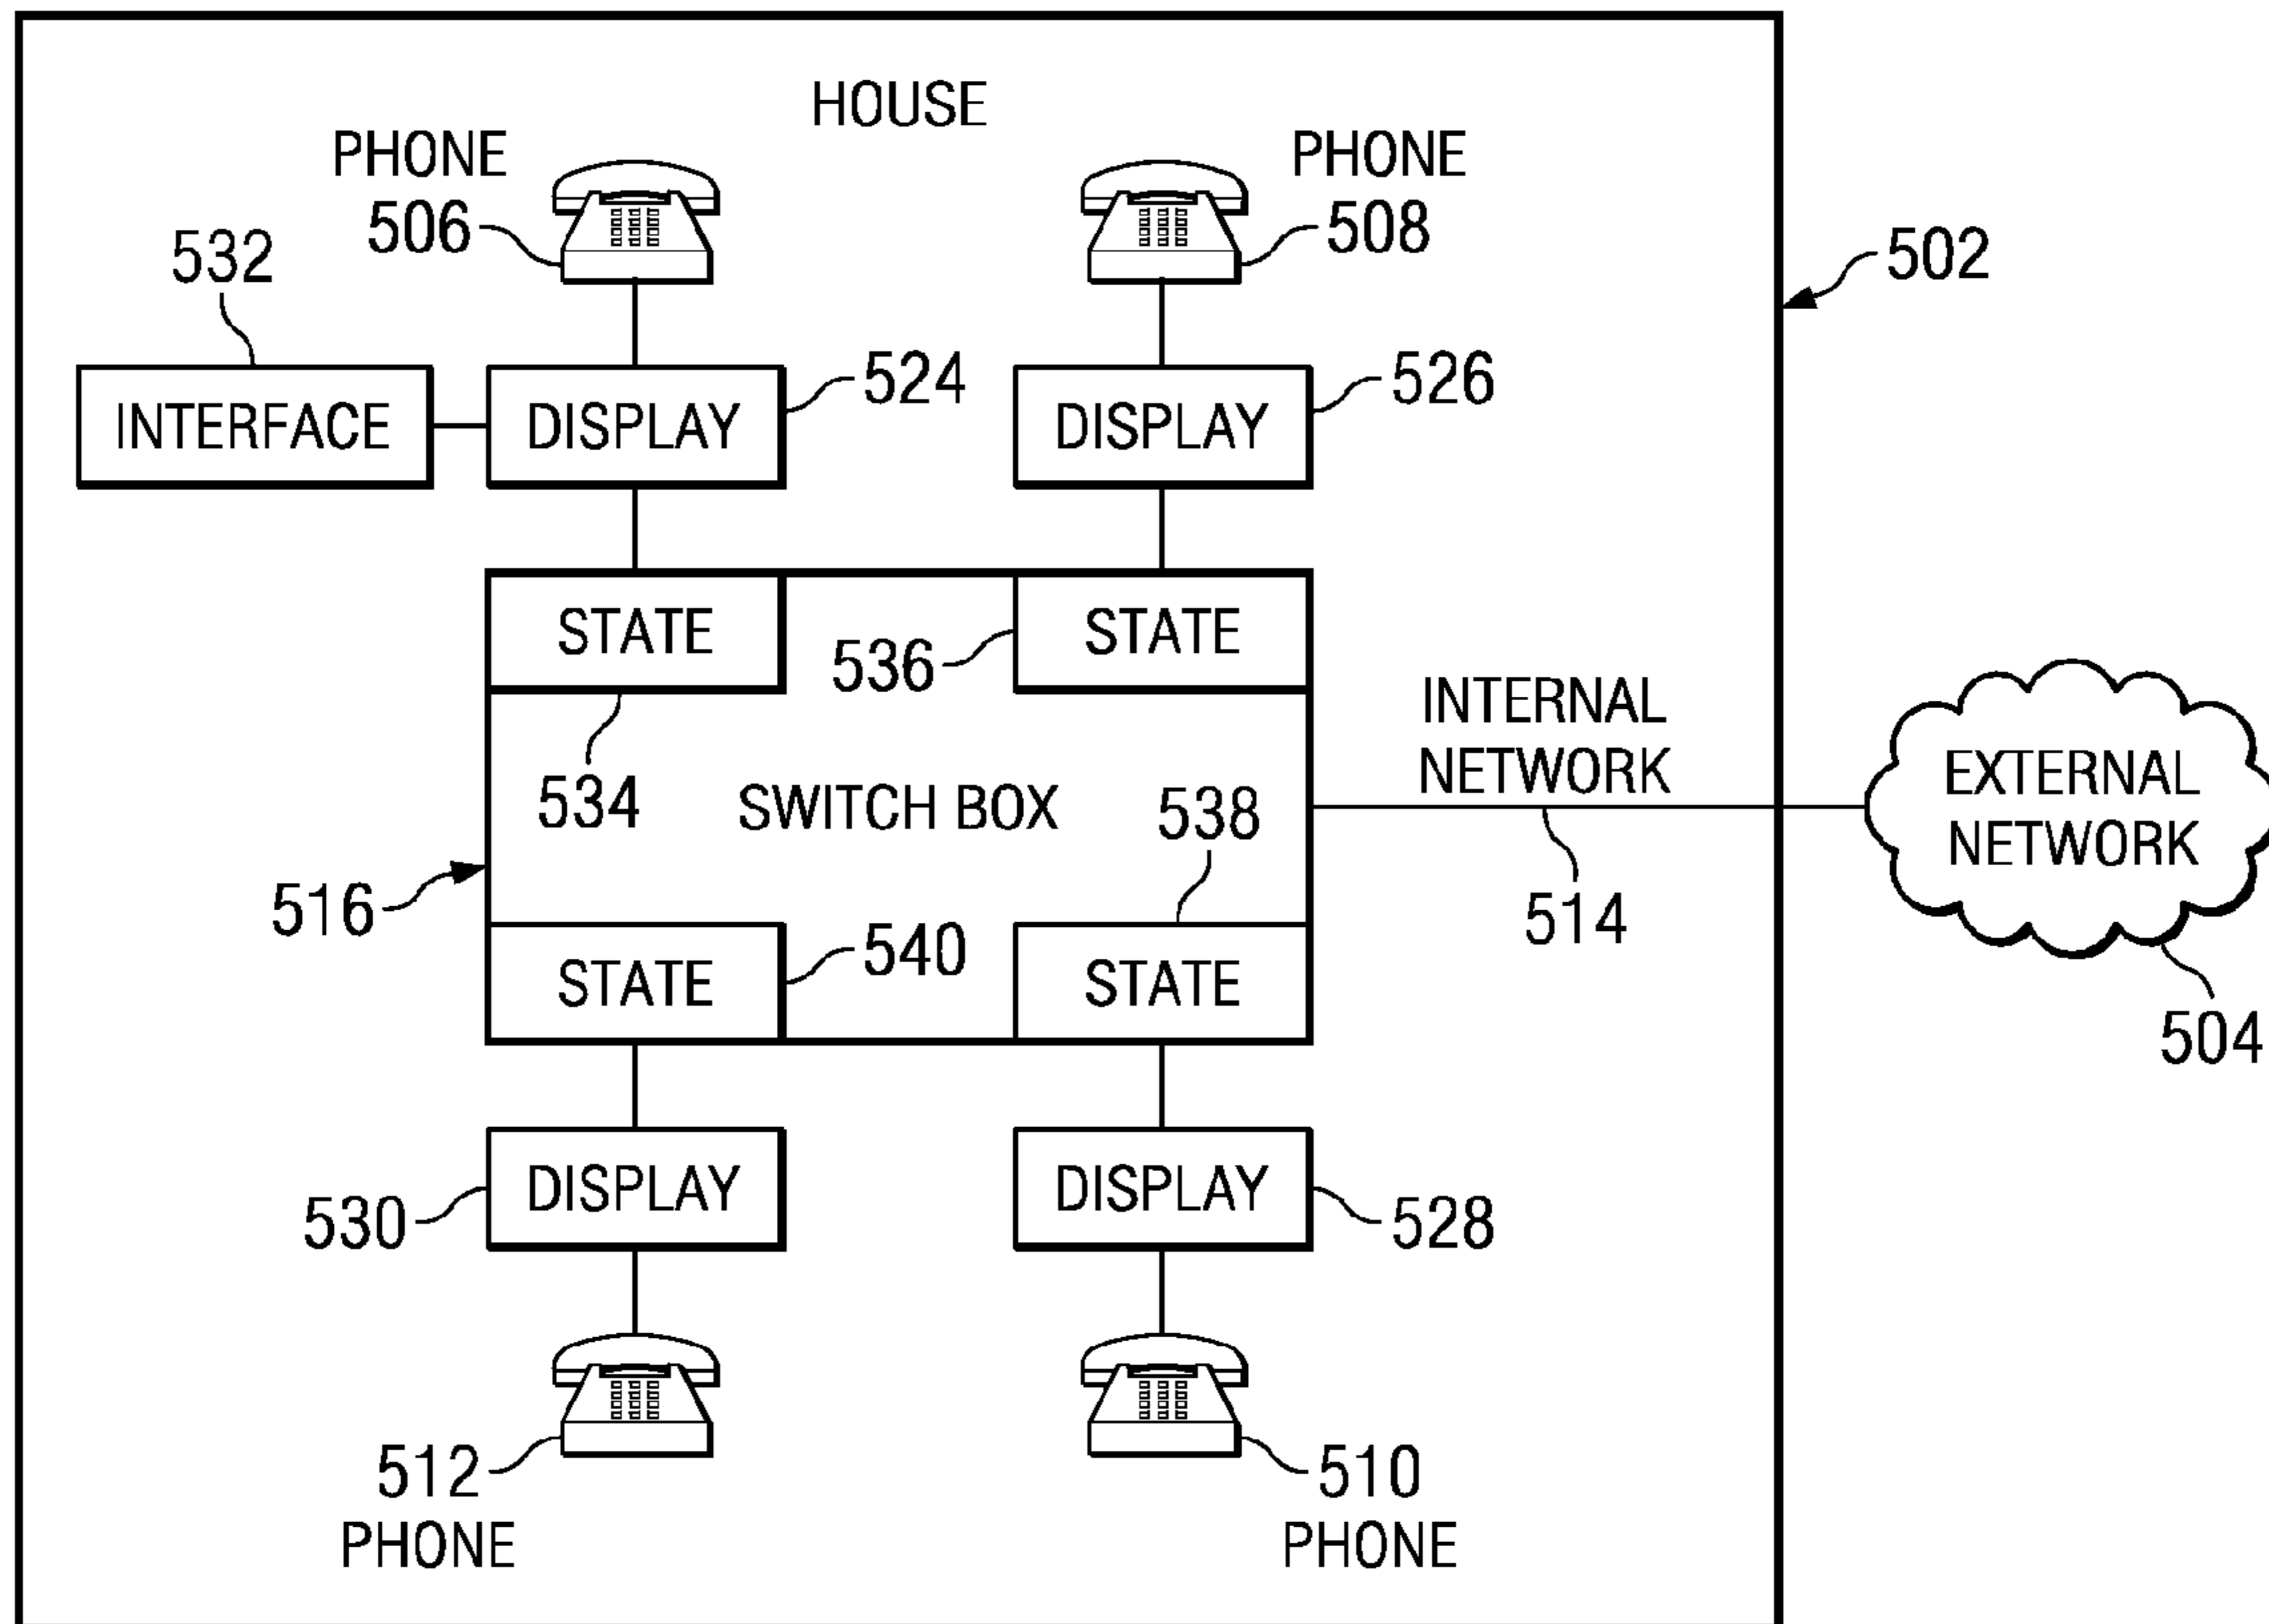 HOUSE
PHONE
506
PHONE
508
532
502
INTERFACE
DISPLAY
524
DISPLAY
526
STATE
536
STATE
534
SWITCH BOX
538
INTERNAL
NETWORK
514
EXTERNAL
NETWORK
504
516
STATE
540
STATE
530
DISPLAY
DISPLAY
528
512
PHONE
510
PHONE